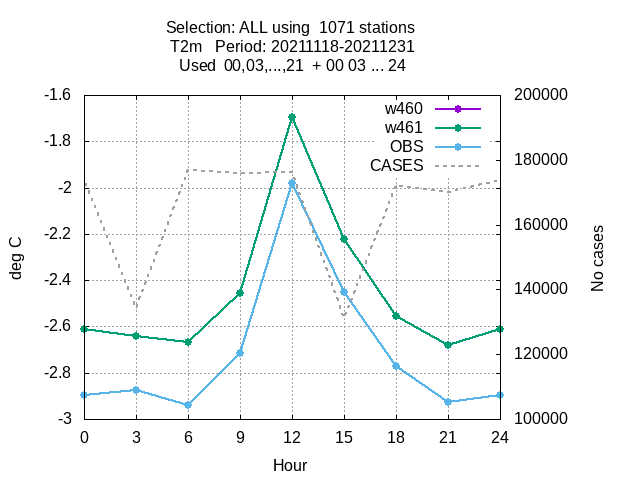 Selection: ALL using  1071 stations
T2m   Period: 20211118-20211231
Used  00,03,...,21  + 00 03 ... 24
-1.6
-1.8
-2
-2.2
-2.4
-2.6
-2.8
-3
deg C
w460
w461
OBS
CASES
200000
180000
160000
140000
120000
100000
No cases
0 3 6 9 12 15 18 21 24
Hour